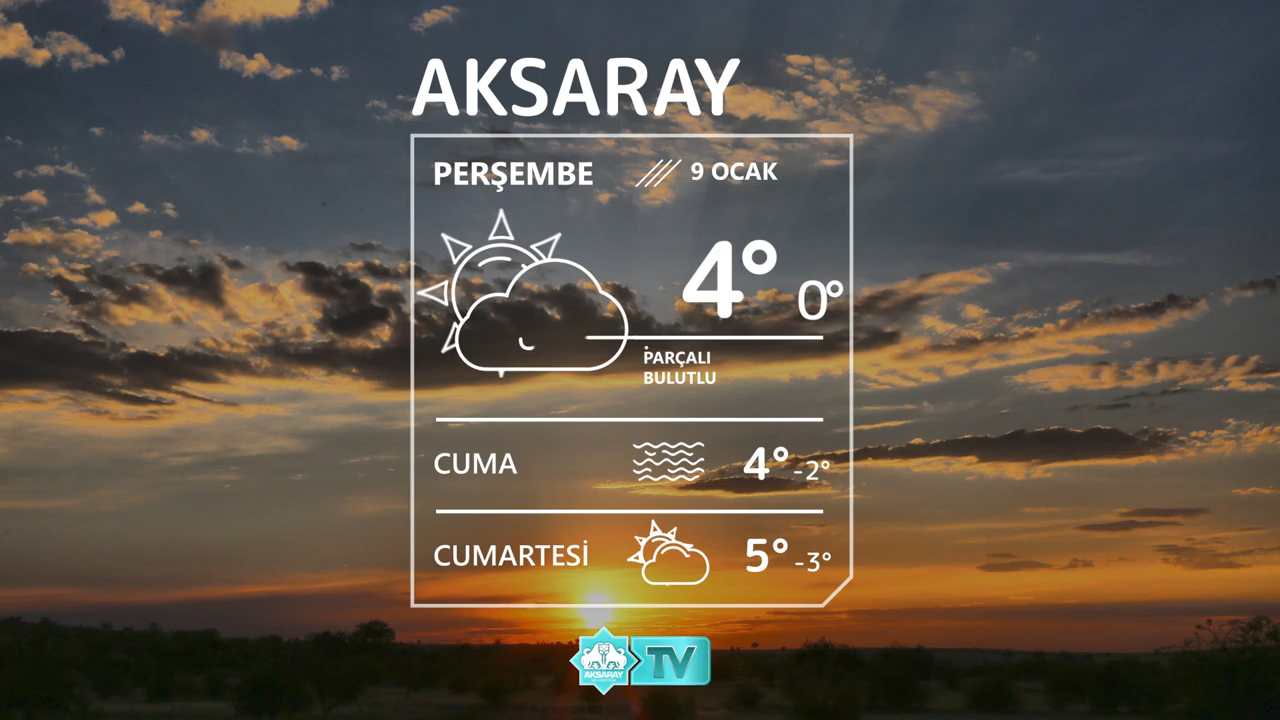 AKSARAY
PERŞEMBE
9 OCAK
4° 0°
PARÇALI
BULUTLU
CUMA 4° -2°
CUMARTESİ 5° -3°
AKSARAY
TV